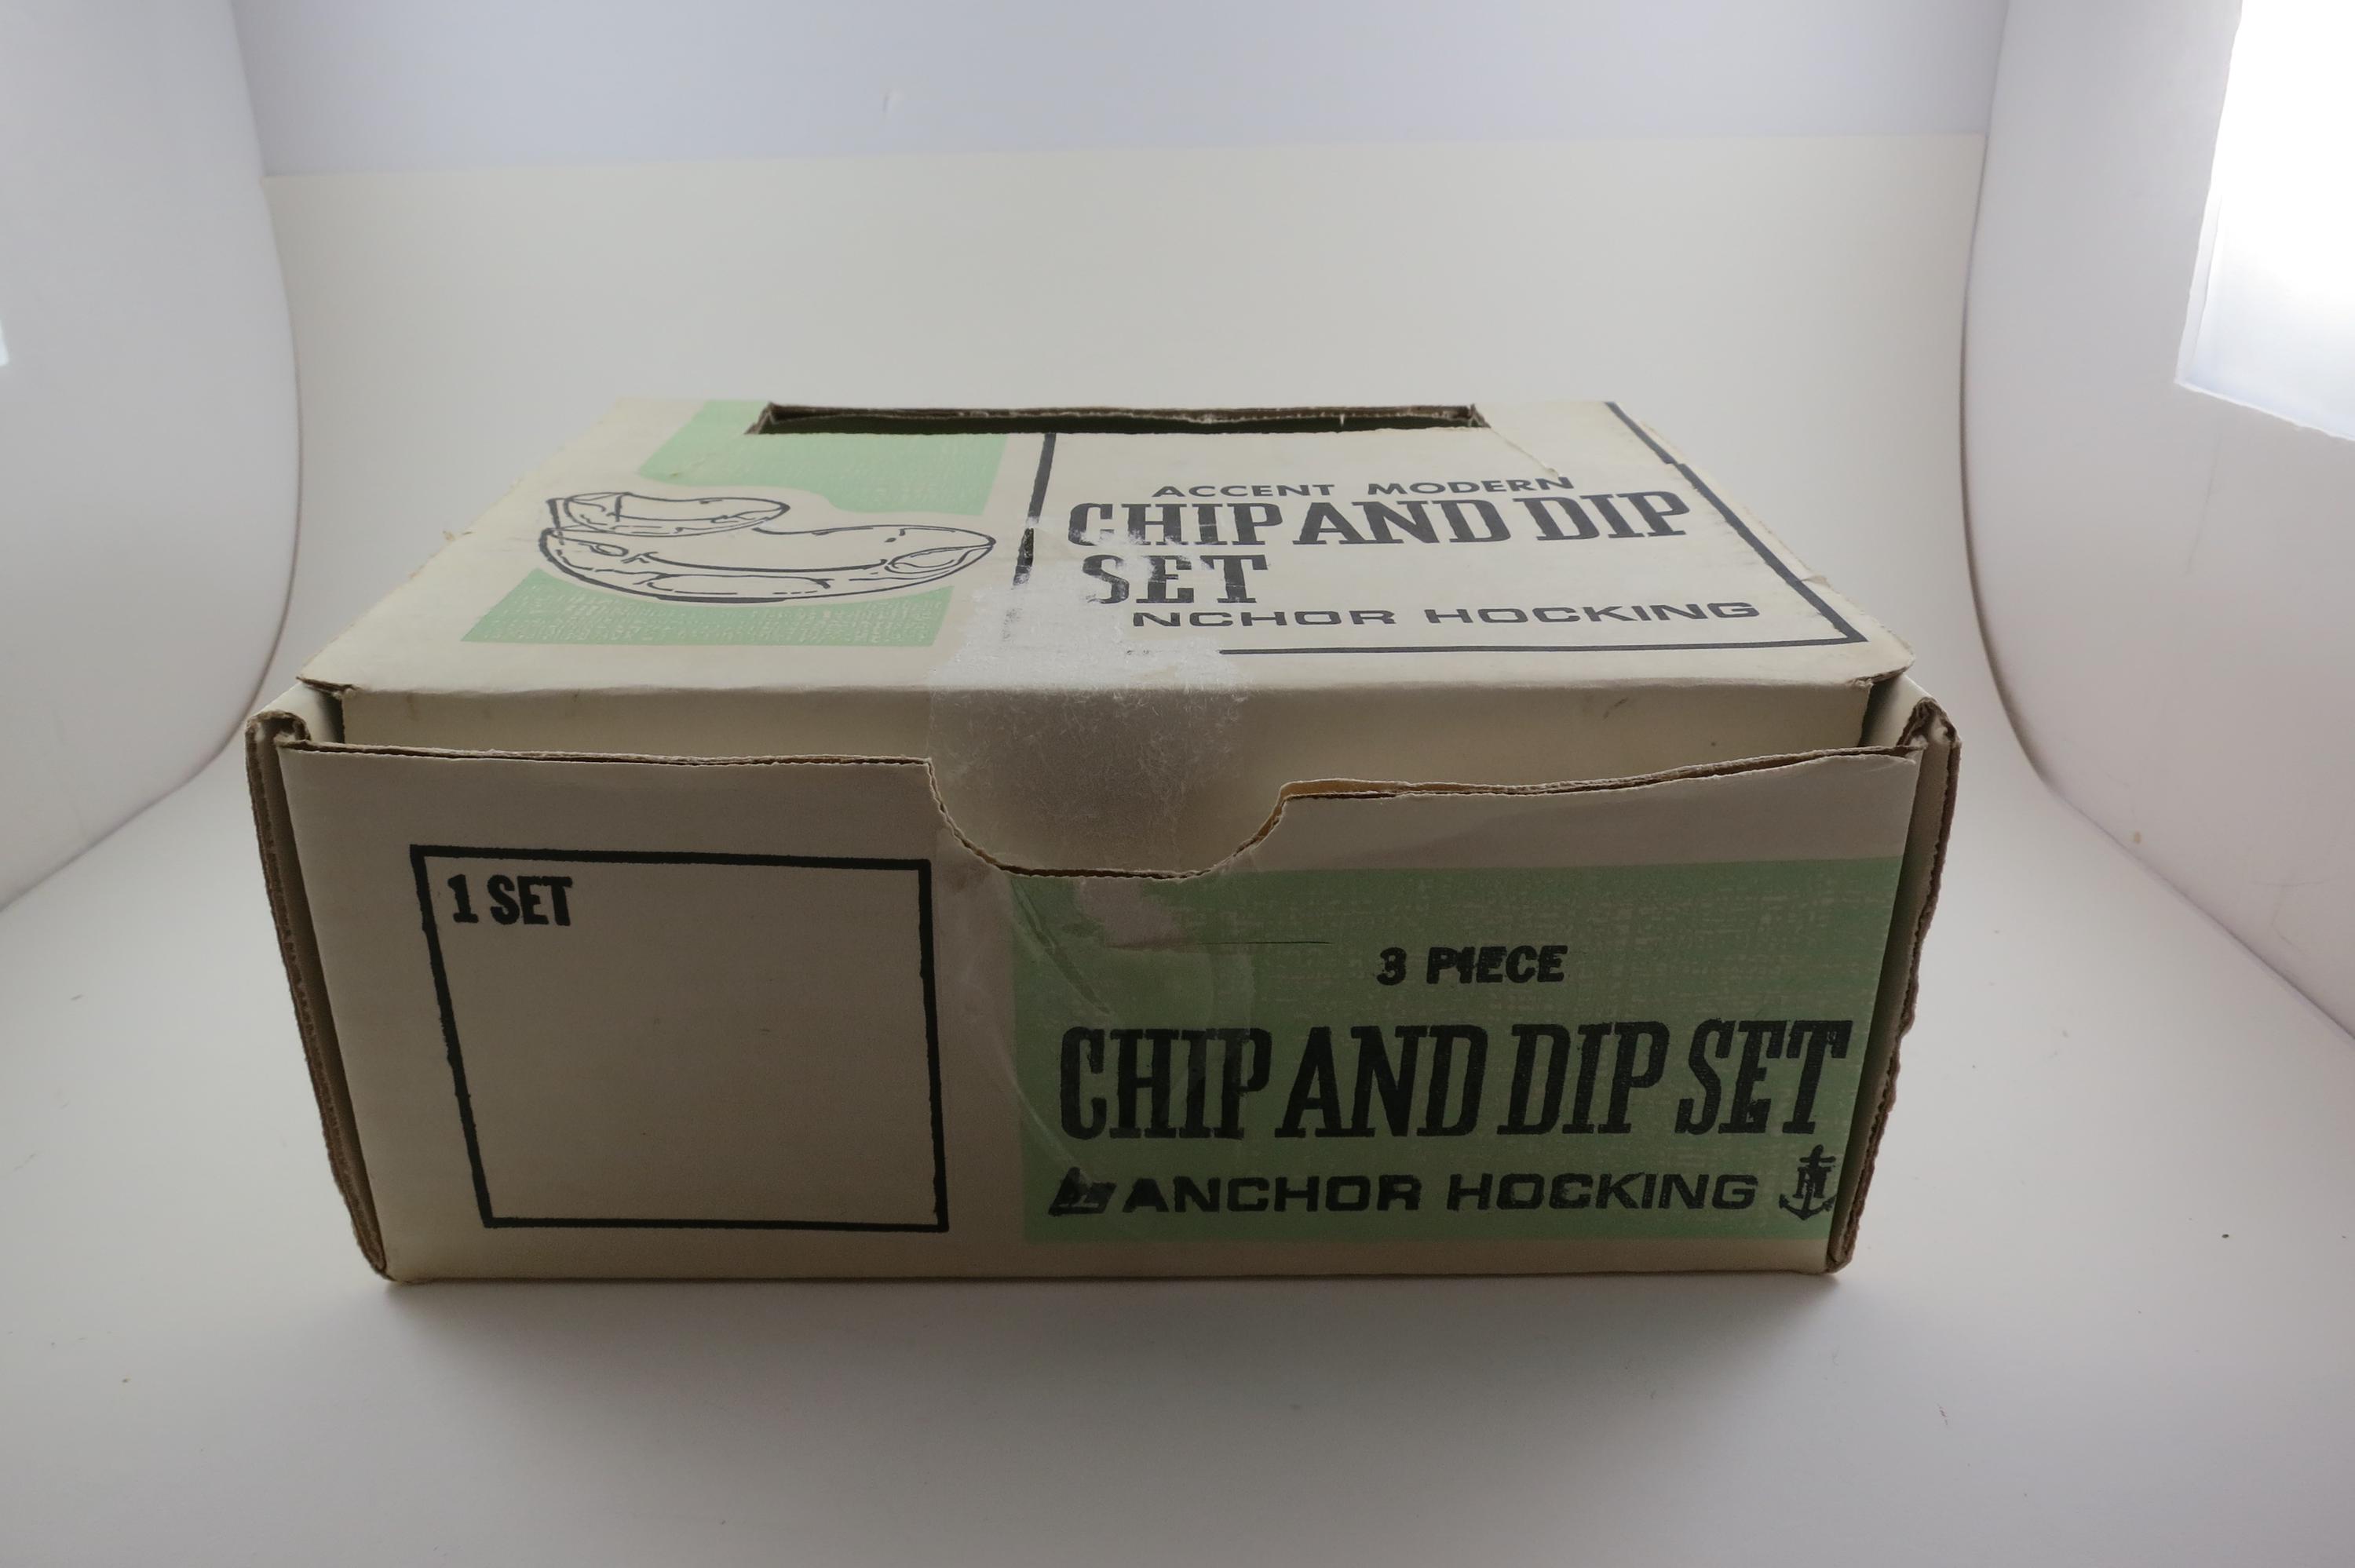 ACCENT MODERN
CHIP AND DIP
SET
NCHOR HOCKING
1 SET
3 PIECE
CHIP AND DIP SET
ANCHOR HOCKING